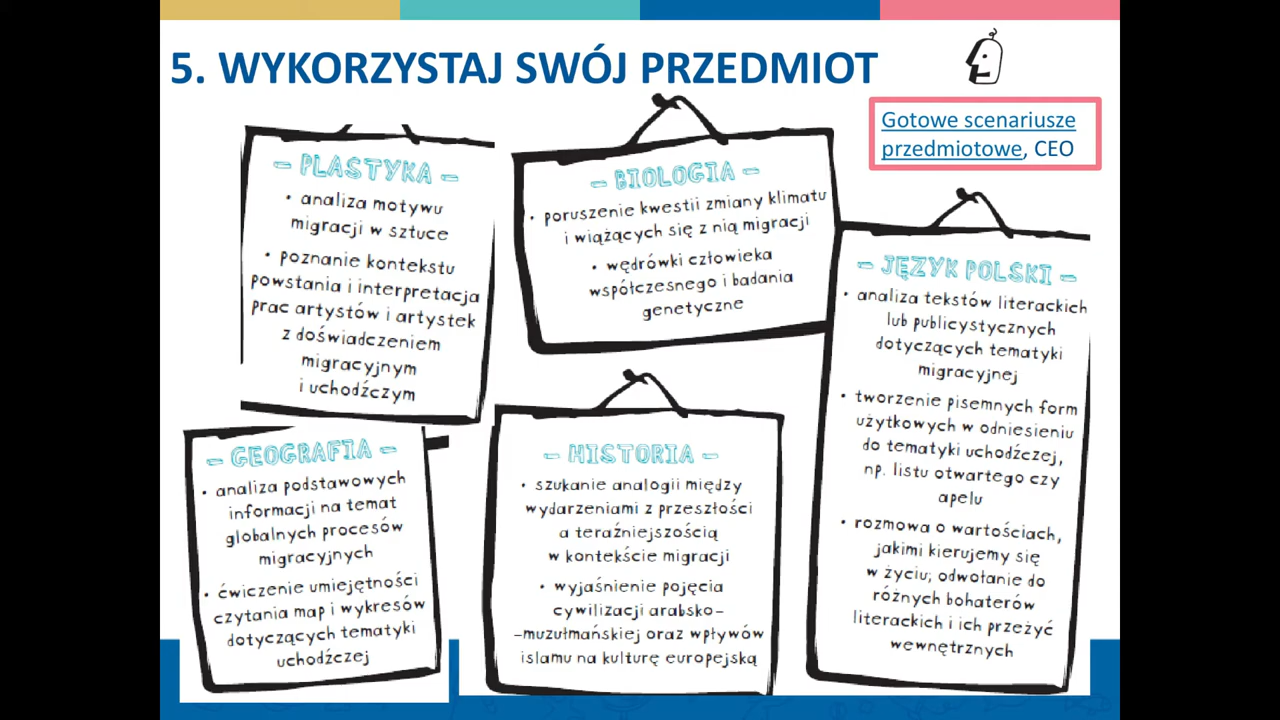 5. WYKORZYSTAJ SWÓJ PRZEDMIOT
Gotowe scenariusze
przedmiotowe, CEO
– PLASTYKA –
• analiza motywu
migracji w sztuce
• poznanie kontekstu
powstania i interpretacja
prac artystów i artystek
z doświadczeniem
migracyjnym
i uchodźczym
– BIOLOGIA –
• poruszenie kwestii zmiany klimatu
i wiążących się z nią migracji
• wędrówki człowieka
współczesnego i badania
genetyczne
– JĘZYK POLSKI –
• analiza tekstów literackich
lub publicystycznych
dotyczących tematyki
migracyjnej
• tworzenie pisemnych form
użytkowych w odniesieniu
do tematyki uchodźczej,
np. listu otwartego czy
apelu
• rozmowa o wartościach,
jakimi kierujemy się
w życiu; odwołanie do
różnych bohaterów
literackich i ich przeżyć
wewnętrznych
– GEOGRAFIA –
• analiza podstawowych
informacji na temat
globalnych procesów
migracyjnych
• ćwiczenie umiejętności
czytania map i wykresów
dotyczących tematyki
uchodźczej
– HISTORIA –
• szukanie analogii między
wydarzeniami z przeszłości
a teraźniejszością
w kontekście migracji
• wyjaśnienie pojęcia
cywilizacji arabsko–
–muzułmańskiej oraz wpływów
islamu na kulturę europejską